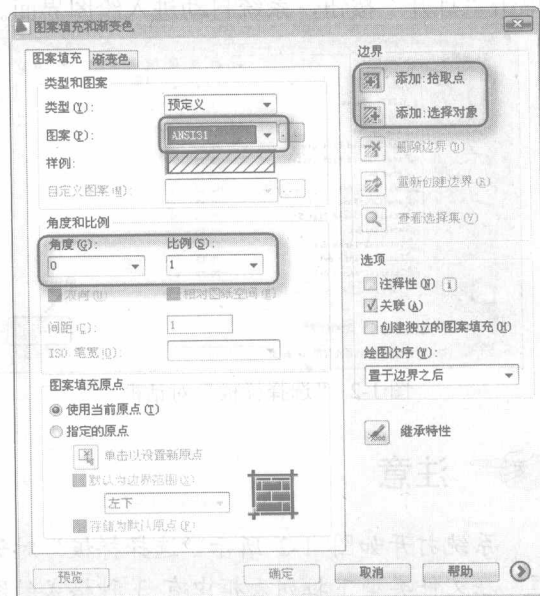 图案填充和渐变色
图案填充 渐变色
类型和图案
类型(Y): 预定义
图案(P): ANSI31
样例:
自定义图案(M):
角度和比例
角度(G): 比例(S):
0 1
双向(U) 相对图纸空间(E)
间距(C): 1
ISO 笔宽(O):
图案填充原点
使用当前原点(T)
指定的原点
单击以设置新原点
默认为边界范围(X)
左下
存储为默认原点(F)
预览
边界
添加:拾取点
添加:选择对象
删除边界(D)
重新创建边界(R)
查看选择集(V)
选项
注释性(N)
关联(A)
创建独立的图案填充(H)
绘图次序(W):
置于边界之后
继承特性
确定 取消 帮助
注意